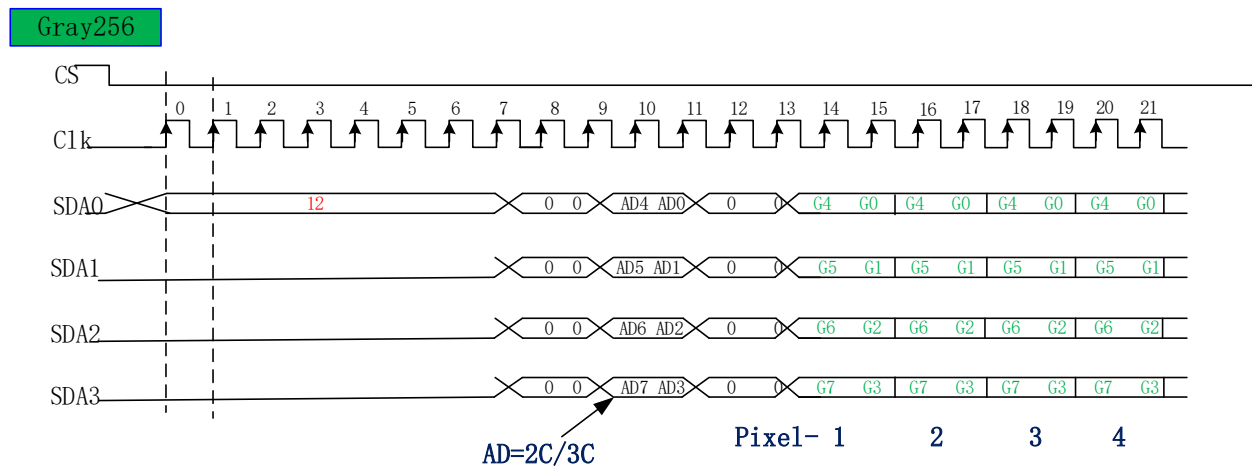 Gray256
CS
0 1 2 3 4 5 6 7 8 9 10 11 12 13 14 15 16 17 18 19 20 21
Clk
SDA0 12 0 0 AD4 AD0 0 0 G4 G0 G4 G0 G4 G0 G4 G0
SDA1 0 0 AD5 AD1 0 0 G5 G1 G5 G1 G5 G1 G5 G1
SDA2 0 0 AD6 AD2 0 0 G6 G2 G6 G2 G6 G2 G6 G2
SDA3 0 0 AD7 AD3 0 0 G7 G3 G7 G3 G7 G3 G7 G3
Pixel- 1 2 3 4
AD=2C/3C